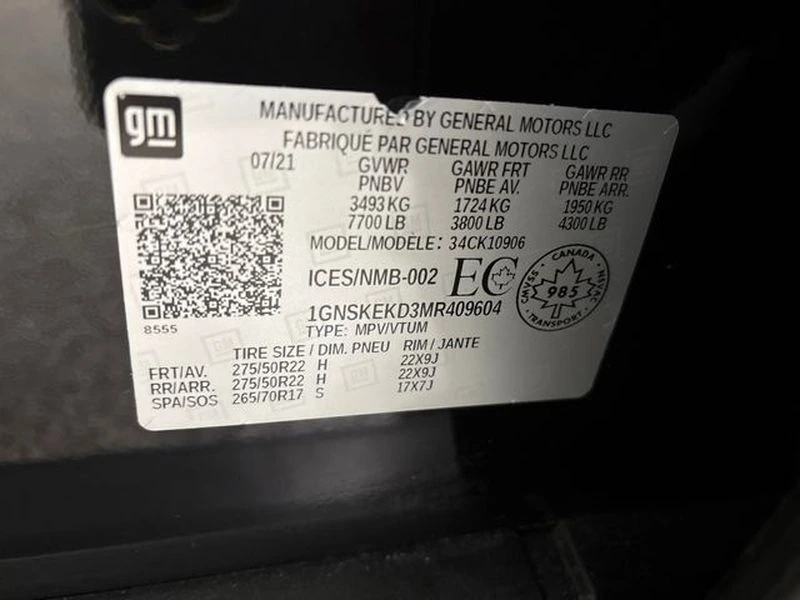 gm
MANUFACTURED BY GENERAL MOTORS LLC
FABRIQUÉ PAR GENERAL MOTORS LLC
07/21 GVWR GAWR FRT GAWR RR
PNBV PNBE AV. PNBE ARR.
3493 KG 1724 KG 1950 KG
7700 LB 3800 LB 4300 LB
MODEL/MODÈLE: 34CK10906
ICES/NMB-002 EC
CANADA CMVSS 985 NSVAC TRANSPORT
1GNSKEKD3MR409604
8555
TYPE: MPV/VTUM
TIRE SIZE / DIM. PNEU RIM / JANTE
FRT/AV. 275/50R22 H 22X9J
RR/ARR. 275/50R22 H 22X9J
SPA/SOS 265/70R17 S 17X7J